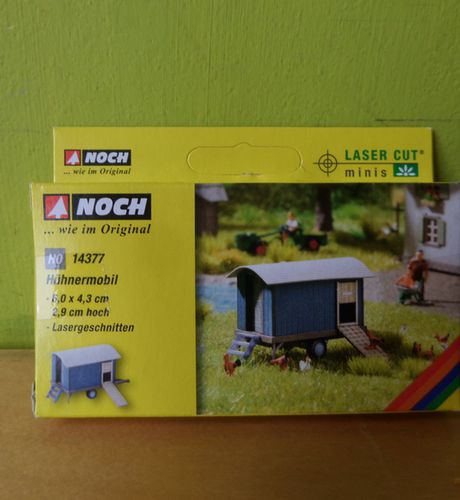 NOCH
... wie im Original
LASER CUT®
minis
NOCH
... wie im Original
H0 14377
Hühnermobil
· 6,0 x 4,3 cm
2,9 cm hoch
· Lasergeschnitten